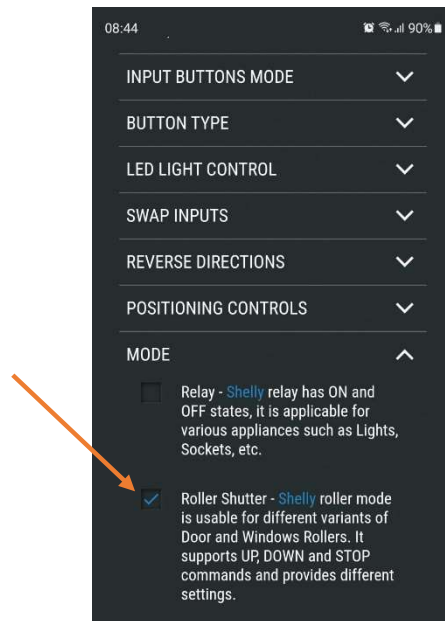 08:44 90%
INPUT BUTTONS MODE
BUTTON TYPE
LED LIGHT CONTROL
SWAP INPUTS
REVERSE DIRECTIONS
POSITIONING CONTROLS
MODE
Relay - Shelly relay has ON and
OFF states, it is applicable for
various appliances such as Lights,
Sockets, etc.
Roller Shutter - Shelly roller mode
is usable for different variants of
Door and Windows Rollers. It
supports UP, DOWN and STOP
commands and provides different
settings.